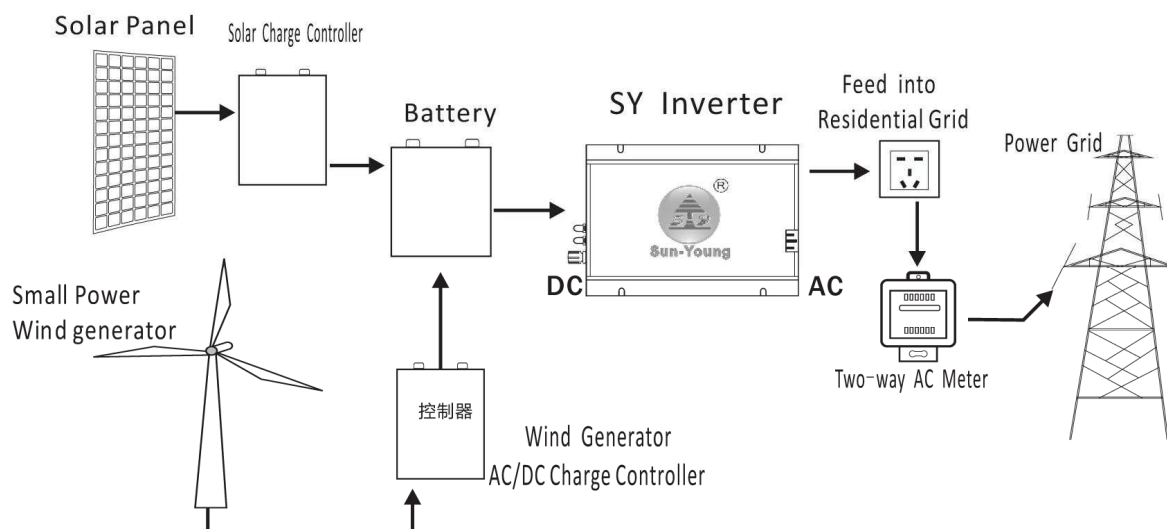 Solar Panel
Solar Charge Controller
Battery
SY Inverter
Feed into
Residential Grid
Power Grid
®
Sun-Young
DC
AC
Small Power
Wind generator
控制器
Wind Generator
AC/DC Charge Controller
Two-way AC Meter